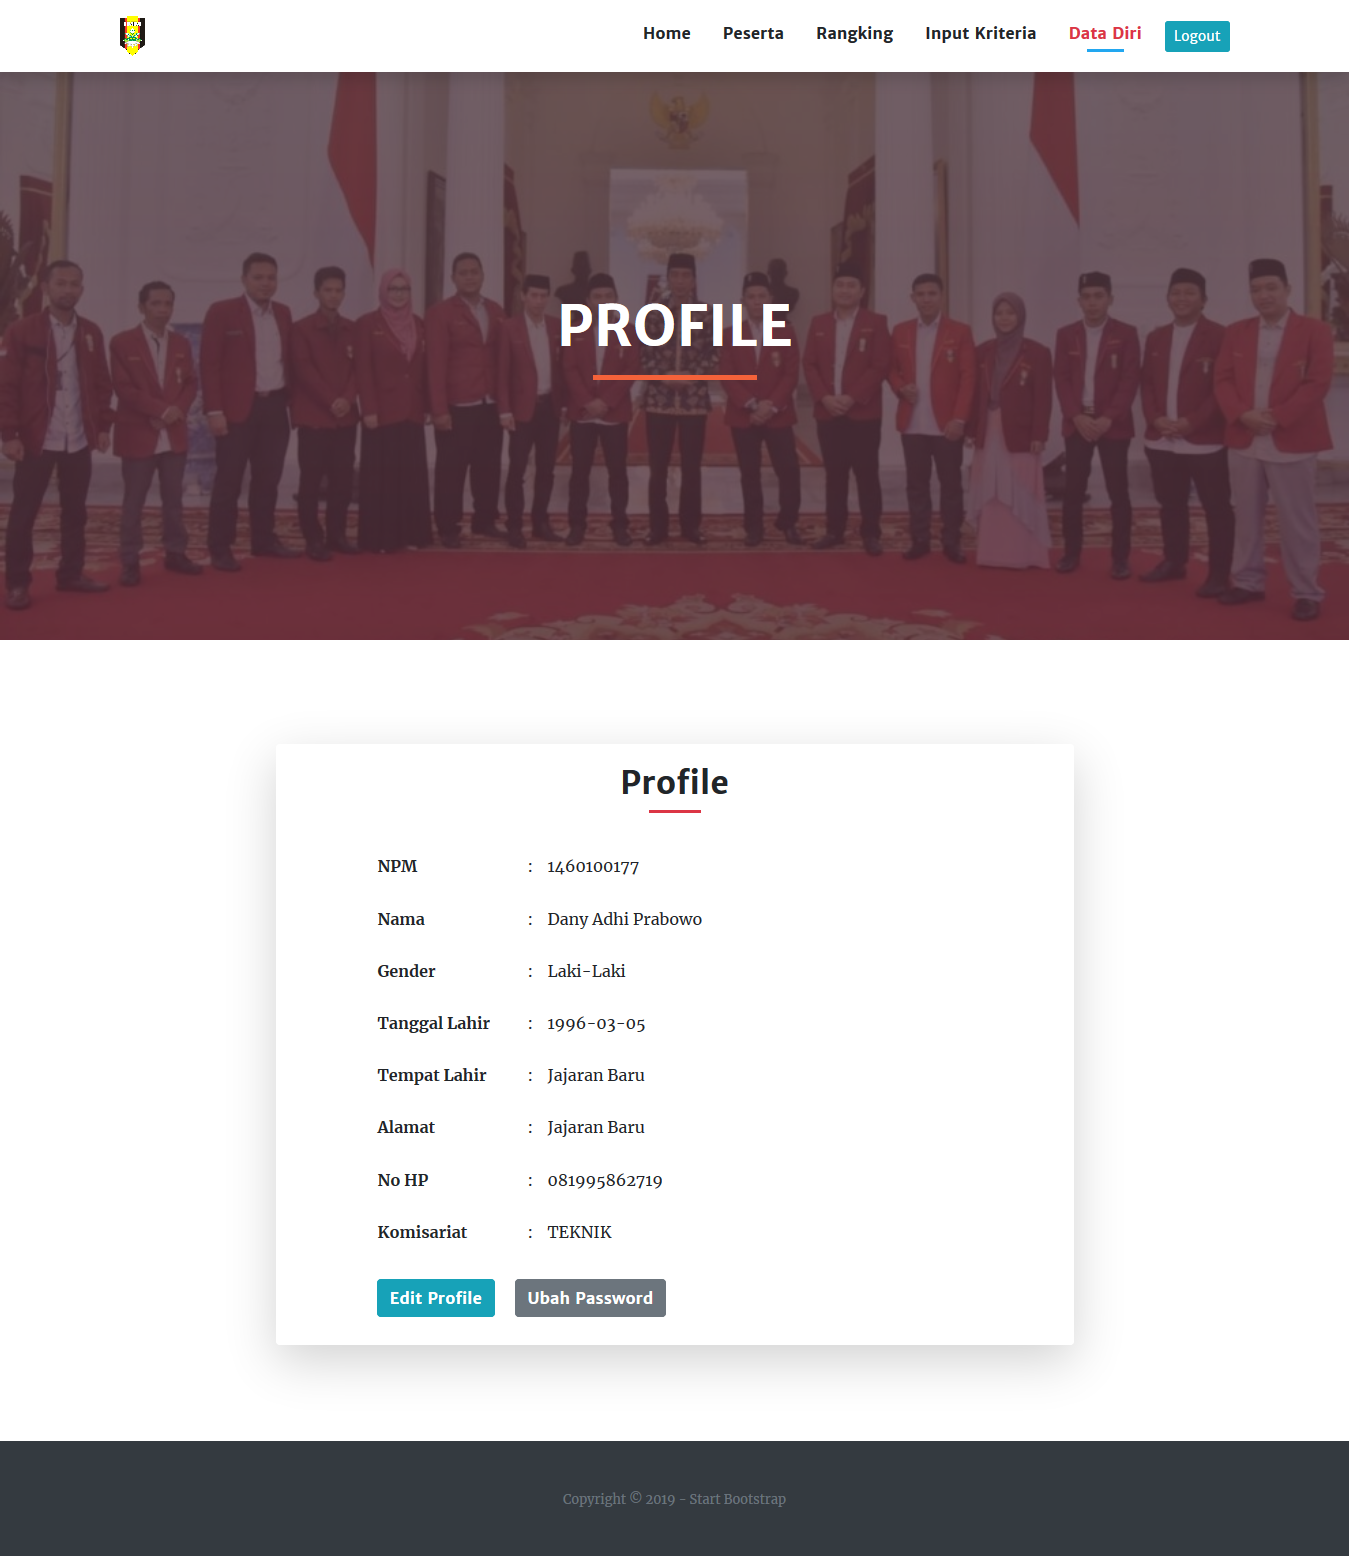 Home Peserta Rangking Input Kriteria Data Diri Logout
PROFILE
Profile
NPM : 1460100177
Nama : Dany Adhi Prabowo
Gender : Laki-Laki
Tanggal Lahir : 1996-03-05
Tempat Lahir : Jajaran Baru
Alamat : Jajaran Baru
No HP : 081995862719
Komisariat : TEKNIK
Edit Profile Ubah Password
Copyright © 2019 - Start Bootstrap